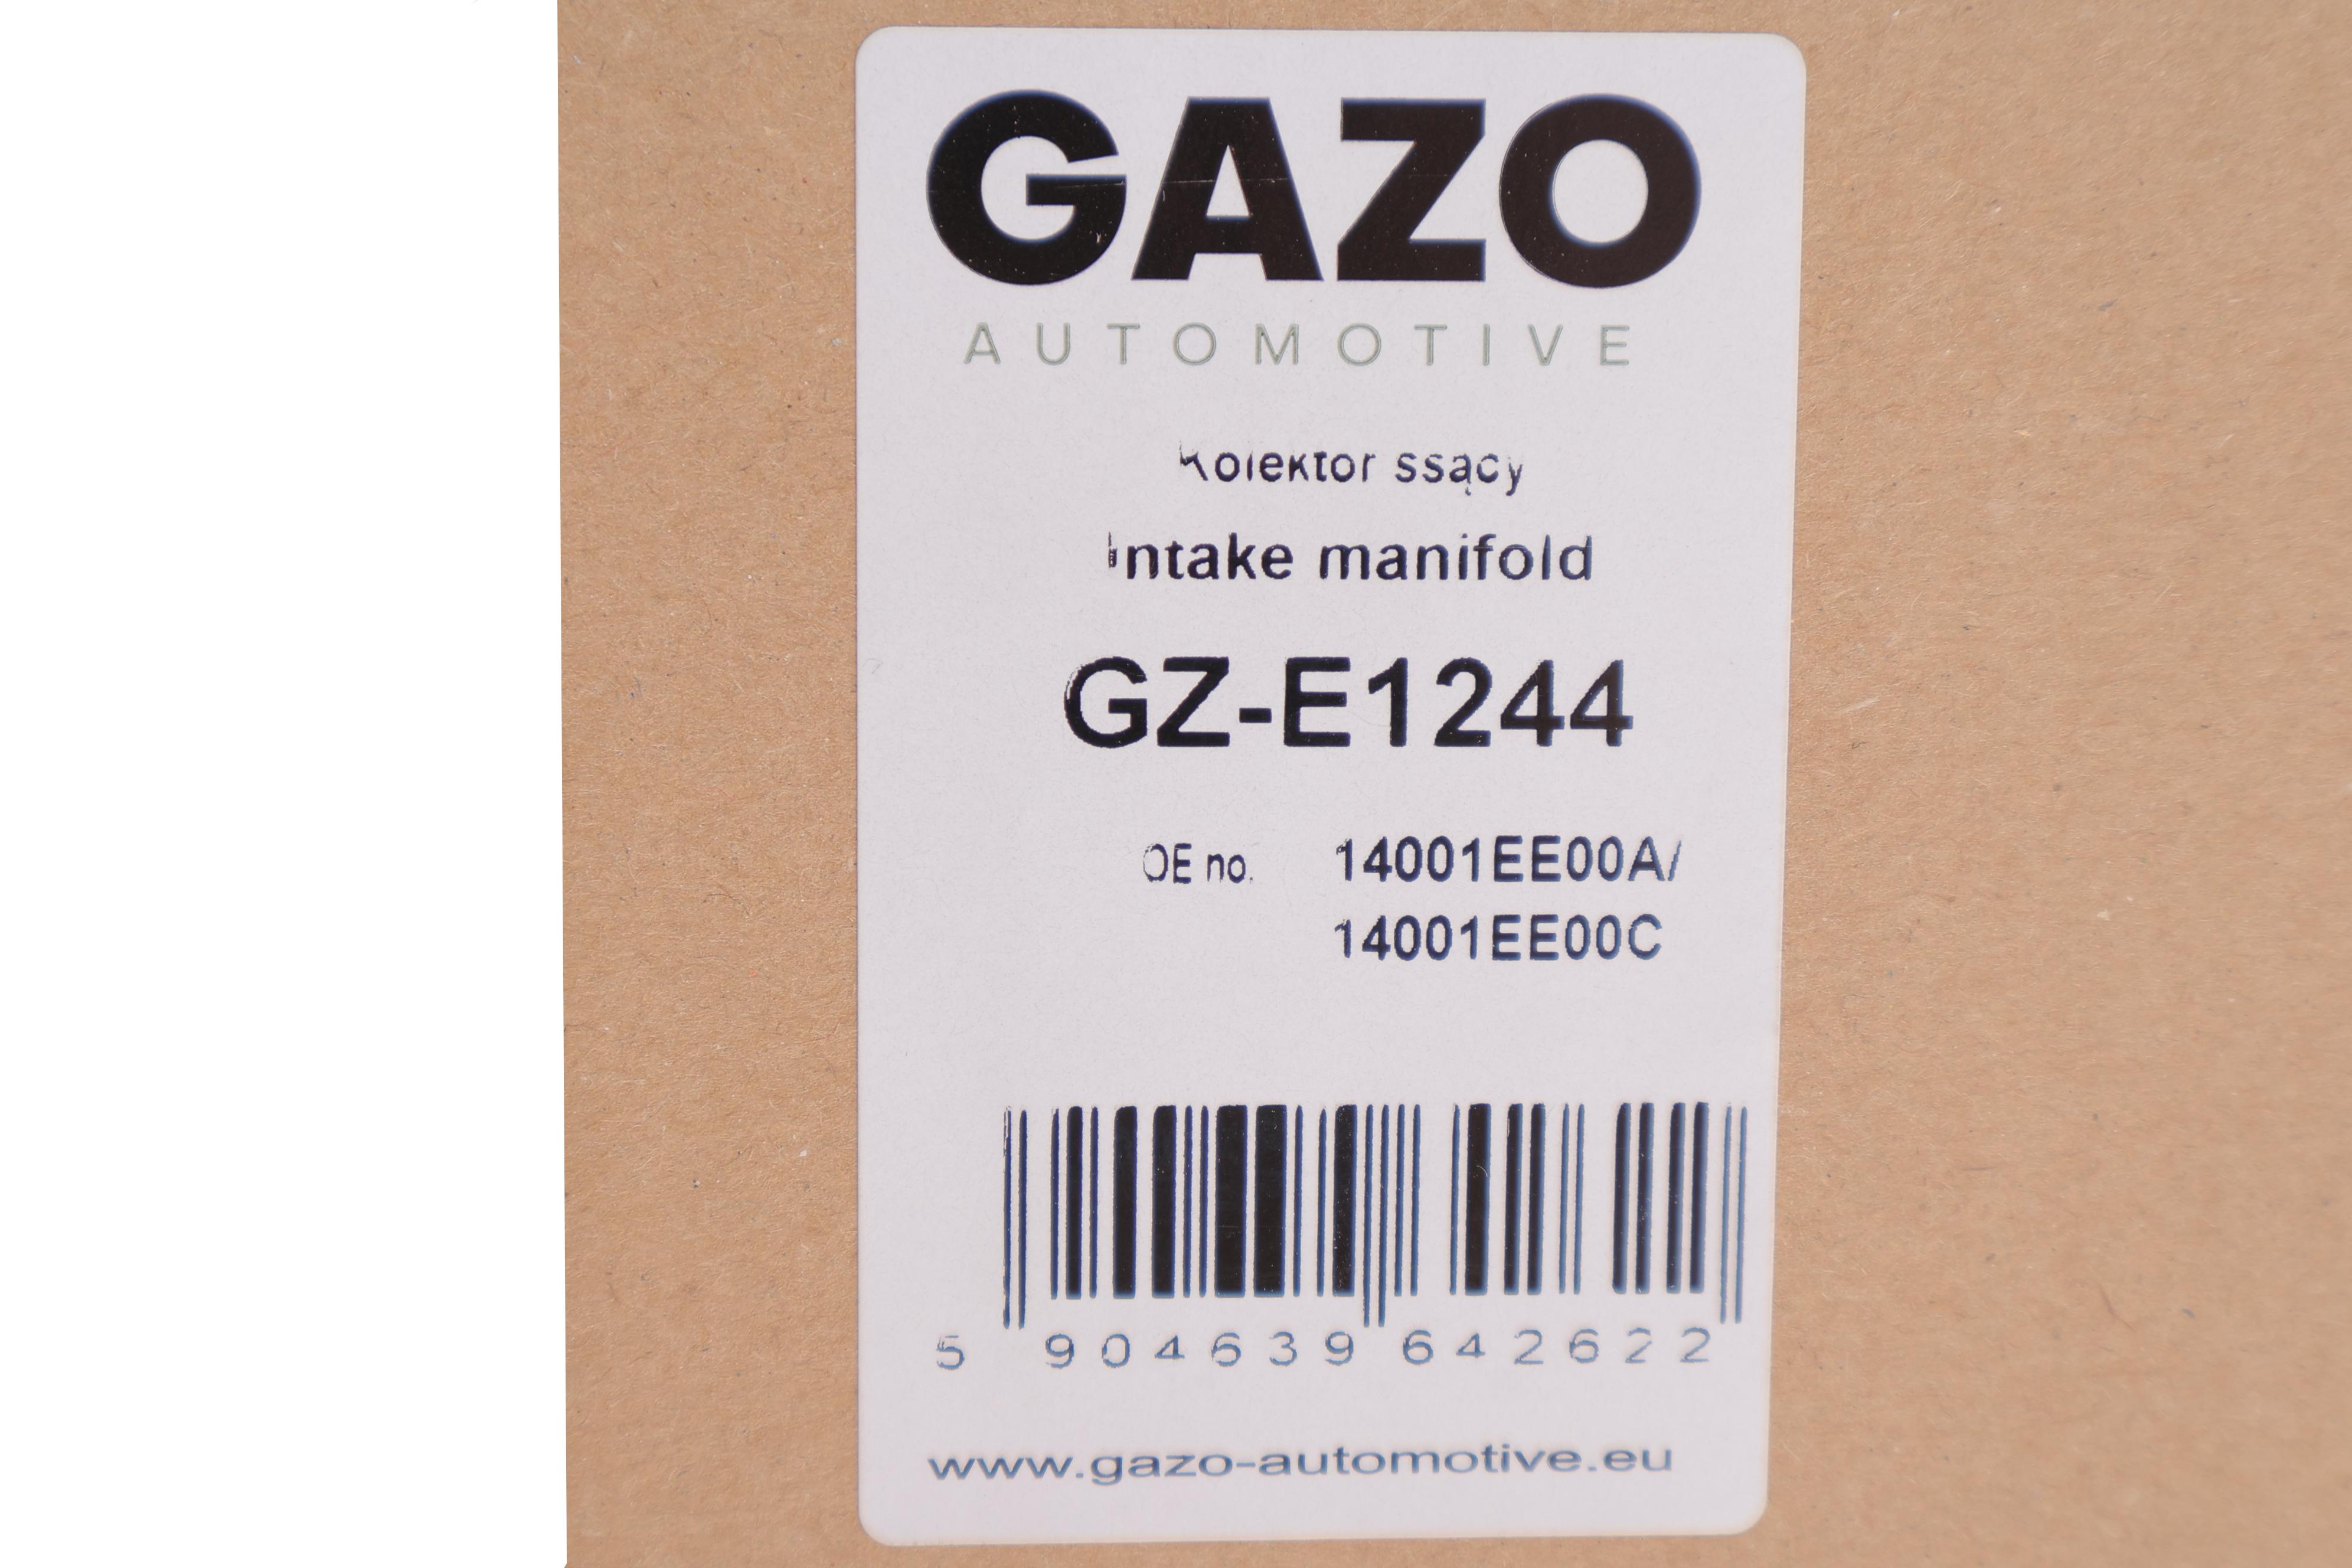 GAZO
AUTOMOTIVE
Kolektor ssący
Intake manifold
GZ-E1244
OE no. 14001EE00A/
14001EE00C
5 904639 642622
www.gazo-automotive.eu